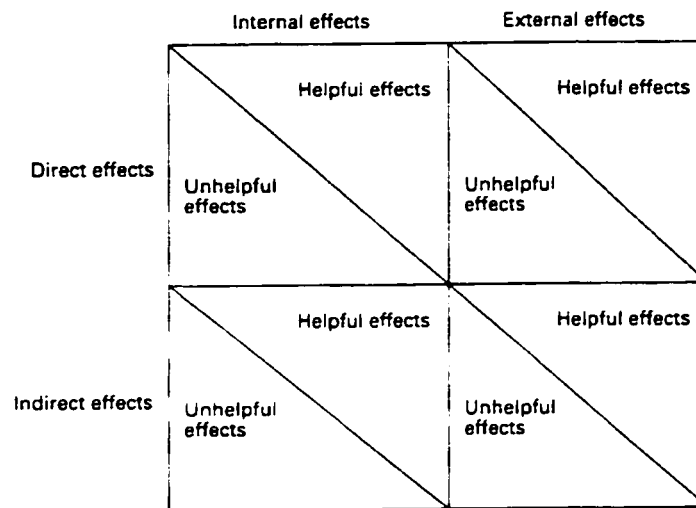 Internal effects
External effects
Helpful effects
Helpful effects
Direct effects
Unhelpful
effects
Unhelpful
effects
Helpful effects
Helpful effects
Indirect effects
Unhelpful
effects
Unhelpful
effects